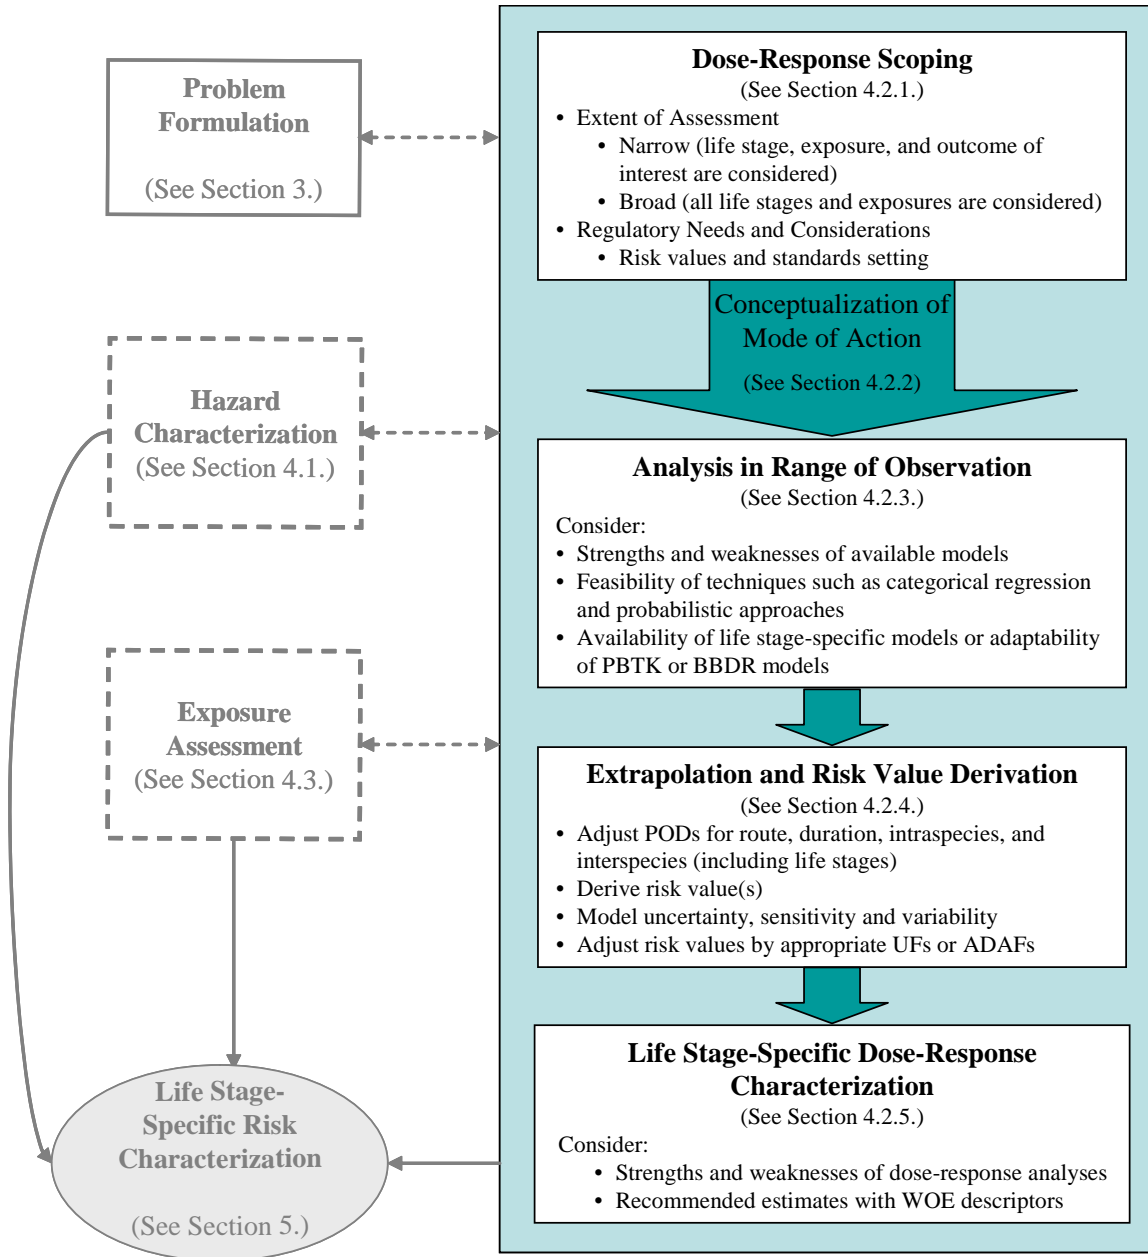 Problem
Formulation
(See Section 3.)
Hazard
Characterization
(See Section 4.1.)
Exposure
Assessment
(See Section 4.3.)
Life Stage-
Specific Risk
Characterization
(See Section 5.)
Dose-Response Scoping
(See Section 4.2.1.)
• Extent of Assessment
• Narrow (life stage, exposure, and outcome of
interest are considered)
• Broad (all life stages and exposures are considered)
• Regulatory Needs and Considerations
• Risk values and standards setting
Conceptualization of
Mode of Action
(See Section 4.2.2)
Analysis in Range of Observation
(See Section 4.2.3.)
Consider:
• Strengths and weaknesses of available models
• Feasibility of techniques such as categorical regression
and probabilistic approaches
• Availability of life stage-specific models or adaptability
of PBTK or BBDR models
Extrapolation and Risk Value Derivation
(See Section 4.2.4.)
• Adjust PODs for route, duration, intraspecies, and
interspecies (including life stages)
• Derive risk value(s)
• Model uncertainty, sensitivity and variability
• Adjust risk values by appropriate UFs or ADAFs
Life Stage-Specific Dose-Response
Characterization
(See Section 4.2.5.)
Consider:
• Strengths and weaknesses of dose-response analyses
• Recommended estimates with WOE descriptors